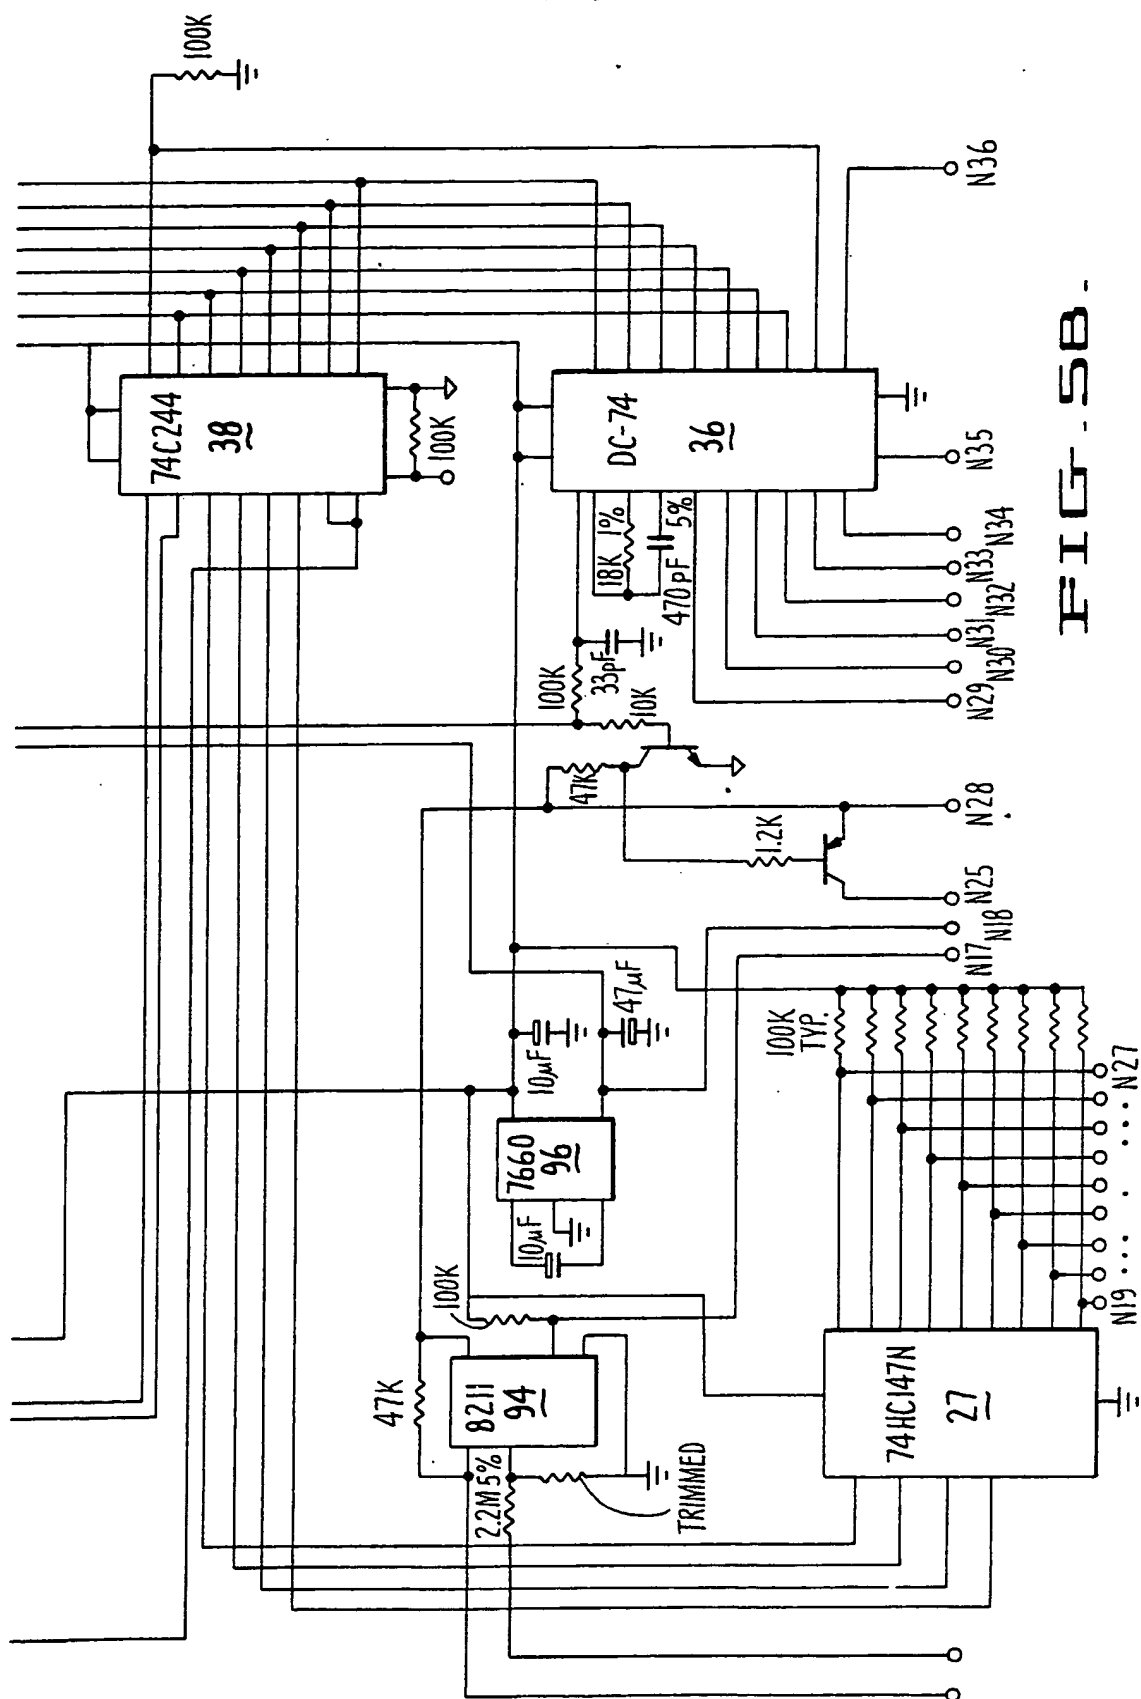 100K
74C244
38
100K
DC-74
36
18K 1%
470pF 5%
33pF
100K
10K
47K
1.2K
N36
N35
N34
N33
N32
N31
N30
N29
N28
N25
N18
N17
10µF
47µF
7660
96
10µF
100K
47K
8211
94
2.2M 5%
TRIMMED
100K
TYP.
74HC147N
27
N27
N19
FIG. 5B.